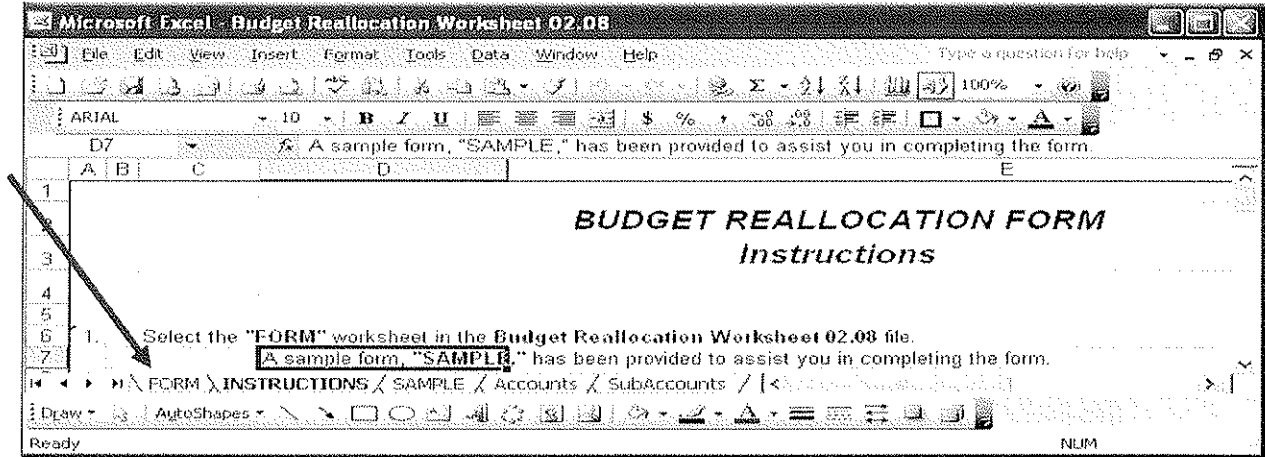 Microsoft Excel - Budget Reallocation Worksheet 02.08
File Edit View Insert Format Tools Data Window Help Type a question for help
Σ 100%
ARIAL 10 B I U $ % ,
D7 fx A sample form, "SAMPLE," has been provided to assist you in completing the form.
A B C D E
1
BUDGET REALLOCATION FORM
3 Instructions
4
5
6 1. Select the "FORM" worksheet in the Budget Reallocation Worksheet 02.08 file.
7 A sample form, "SAMPLE," has been provided to assist you in completing the form.
FORM INSTRUCTIONS SAMPLE Accounts SubAccounts
Draw AutoShapes A
Ready NUM